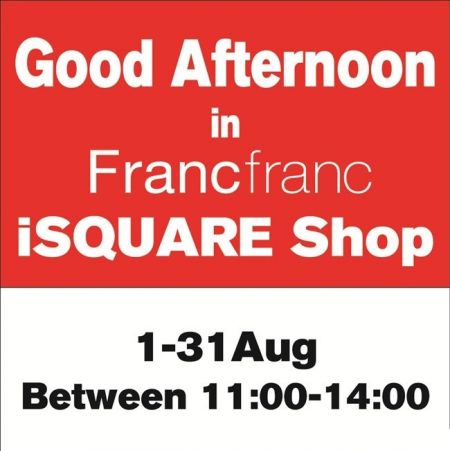 Good Afternoon
in
Francfranc
iSQUARE Shop
1-31Aug
Between 11:00-14:00